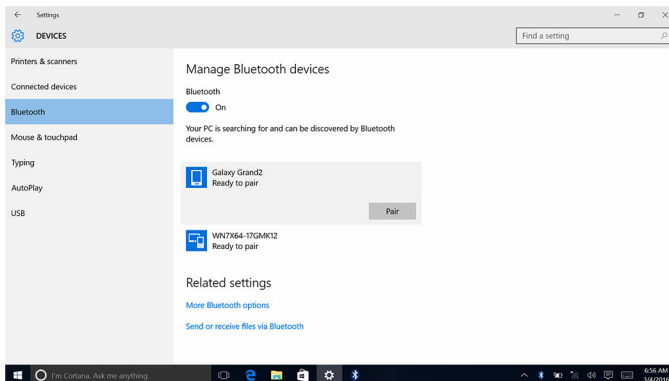 Settings
DEVICES
Find a setting
Printers & scanners
Connected devices
Bluetooth
Mouse & touchpad
Typing
AutoPlay
USB
Manage Bluetooth devices
Bluetooth
On
Your PC is searching for and can be discovered by Bluetooth
devices.
Galaxy Grand2
Ready to pair
Pair
WN7X64-17GMK12
Ready to pair
Related settings
More Bluetooth options
Send or receive files via Bluetooth
I'm Cortana. Ask me anything.
6:56 AM
3/4/2016